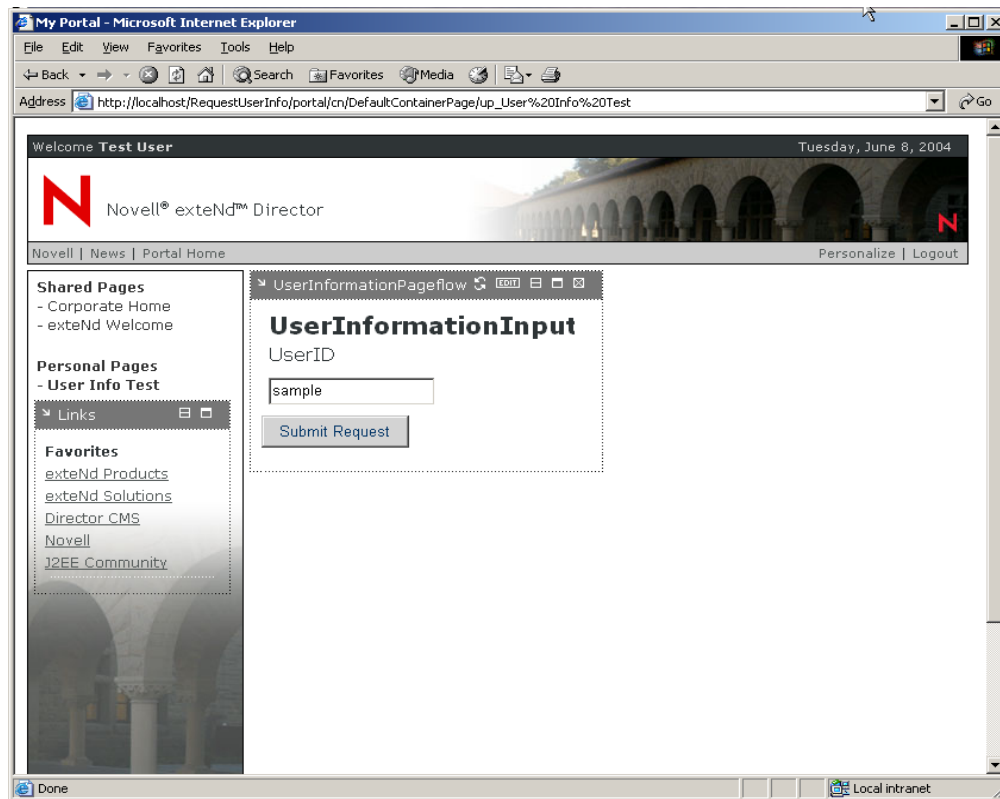 My Portal - Microsoft Internet Explorer
File Edit View Favorites Tools Help
Back Search Favorites Media
Address http://localhost/RequestUserInfo/portal/cn/DefaultContainerPage/up_User%20Info%20Test Go
Welcome Test User Tuesday, June 8, 2004
N Novell® exteNd™ Director N
Novell | News | Portal Home Personalize | Logout
Shared Pages
- Corporate Home
- exteNd Welcome
Personal Pages
- User Info Test
Links
Favorites
exteNd Products
exteNd Solutions
Director CMS
Novell
J2EE Community
UserInformationPageflow EDIT
UserInformationInput
UserID
sample
Submit Request
Done Local intranet